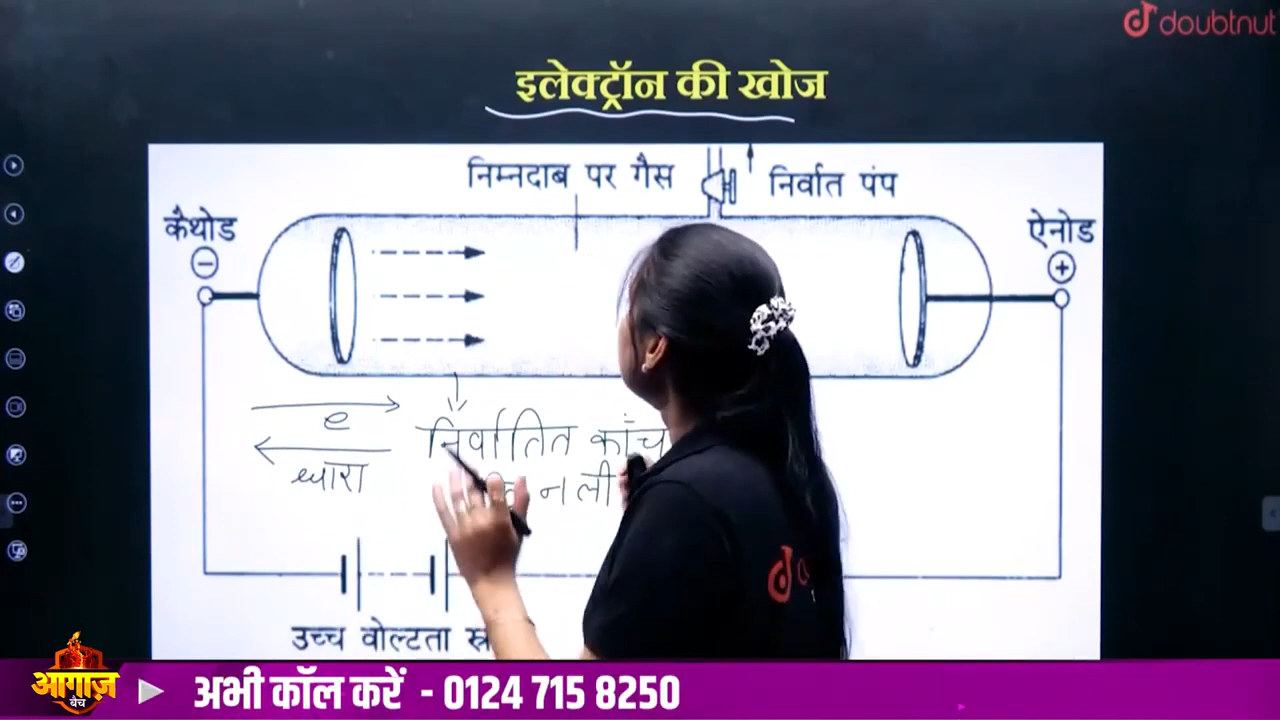 doubtnut
इलेक्ट्रॉन की खोज
निम्नदाब पर गैस
निर्वात पंप
कैथोड
ऐनोड
e
धारा
निर्वातित कांच
नली
उच्च वोल्टता
आगाज़
बैच
अभी कॉल करें - 0124 715 8250